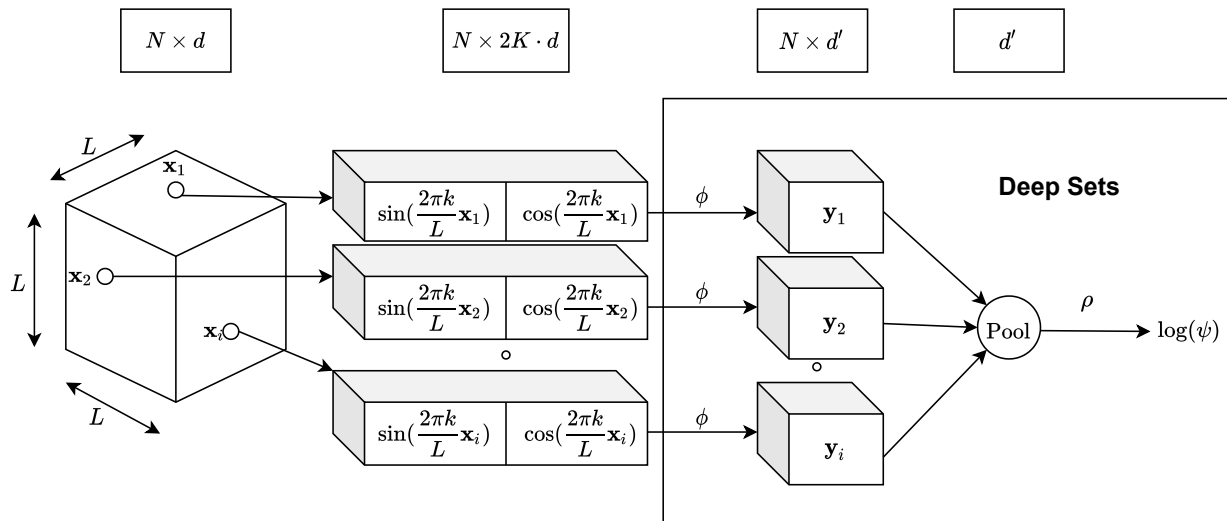 N × d
N × 2K · d
N × d′
d′
L
x₁
L
x₂
xᵢ
L
sin(2πk/L x₁) cos(2πk/L x₁)
sin(2πk/L x₂) cos(2πk/L x₂)
sin(2πk/L xᵢ) cos(2πk/L xᵢ)
ϕ
ϕ
ϕ
y₁
y₂
yᵢ
Deep Sets
Pool
ρ
log(ψ)